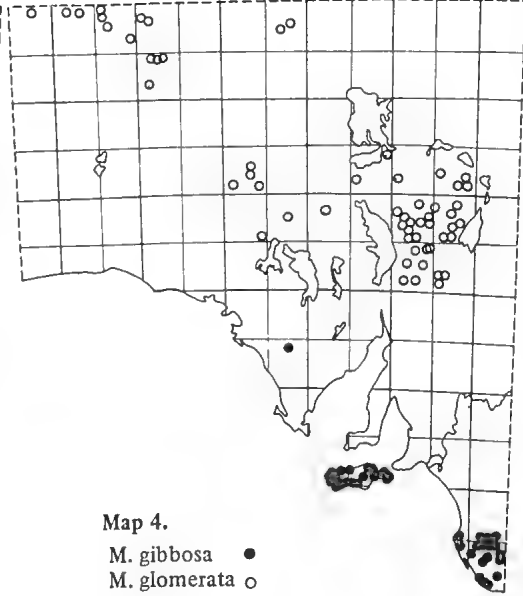 Map 4.
M. gibbosa ●
M. glomerata ○